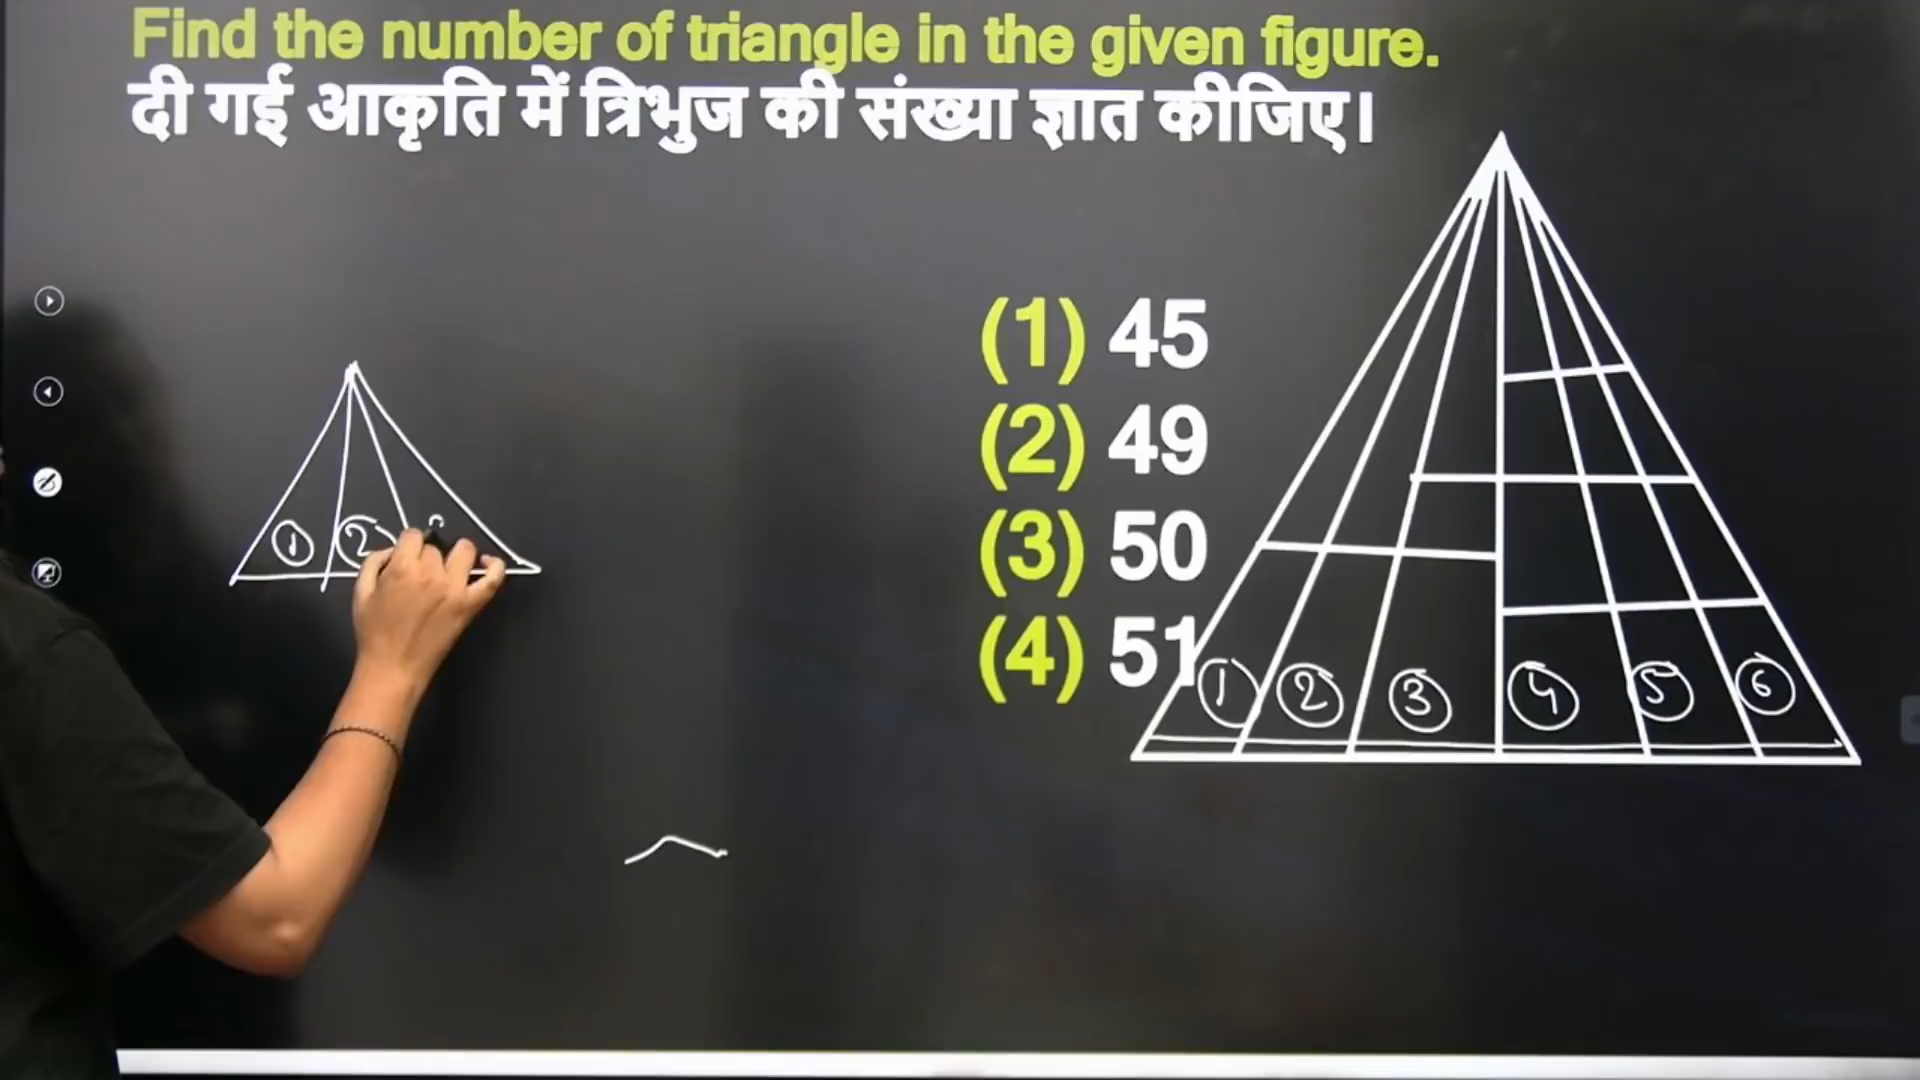 Find the number of triangle in the given figure.
दी गई आकृति में त्रिभुज की संख्या ज्ञात कीजिए।
(1) 45
(2) 49
(3) 50
(4) 51
1 2 3 4 5 6
1 2